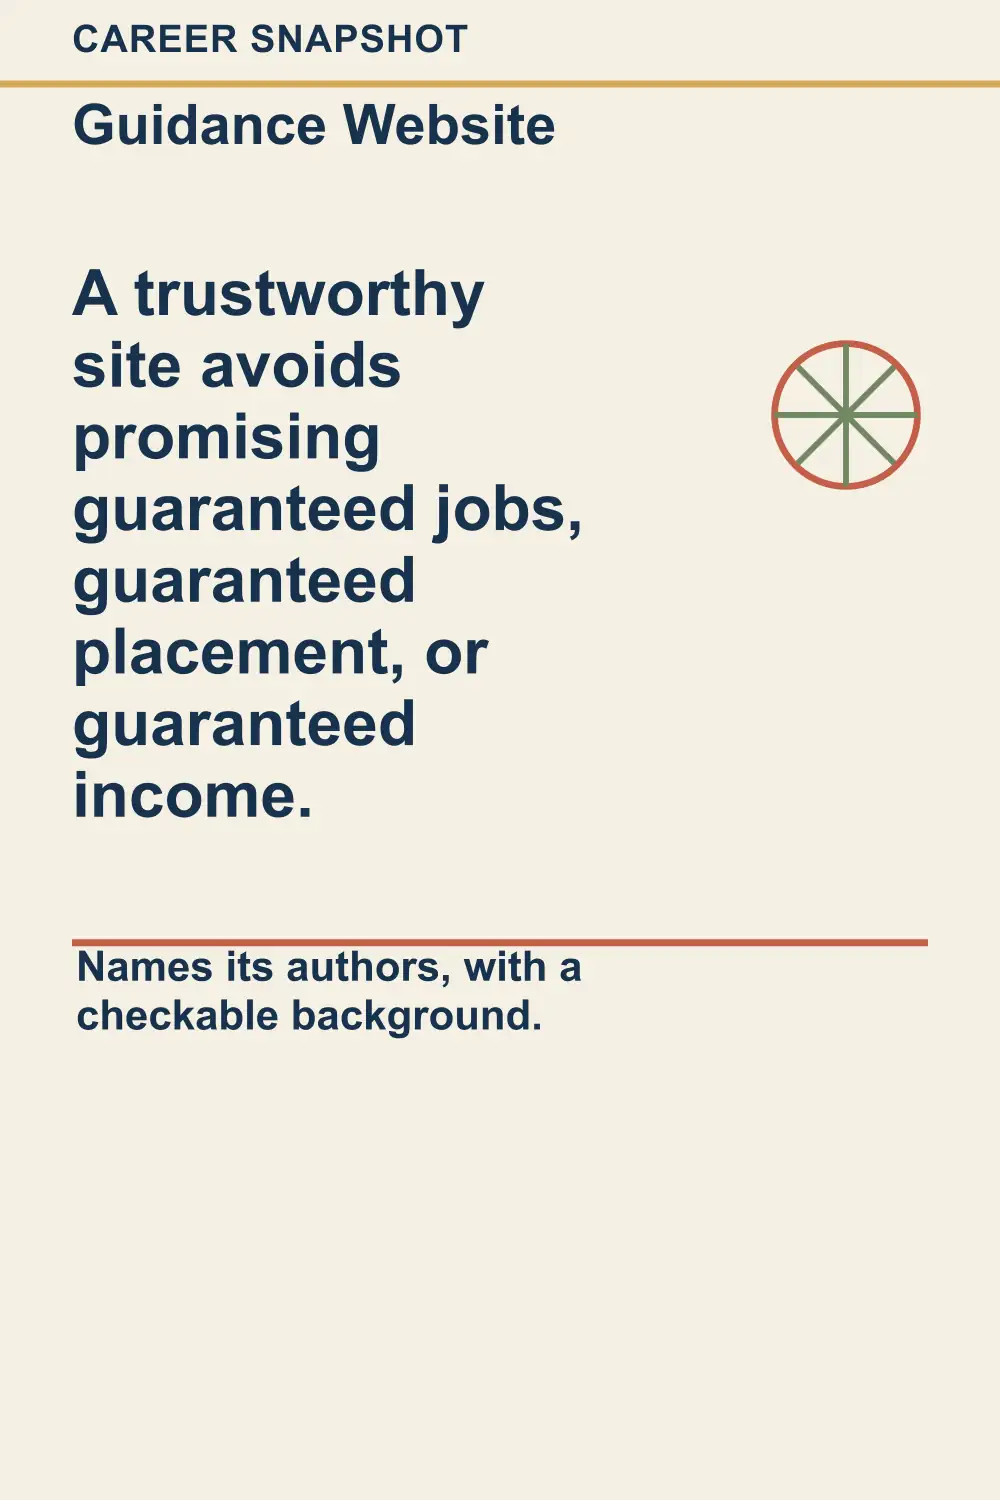 CAREER SNAPSHOT
Guidance Website
A trustworthy
site avoids
promising
guaranteed jobs,
guaranteed
placement, or
guaranteed
income.
Names its authors, with a
checkable background.